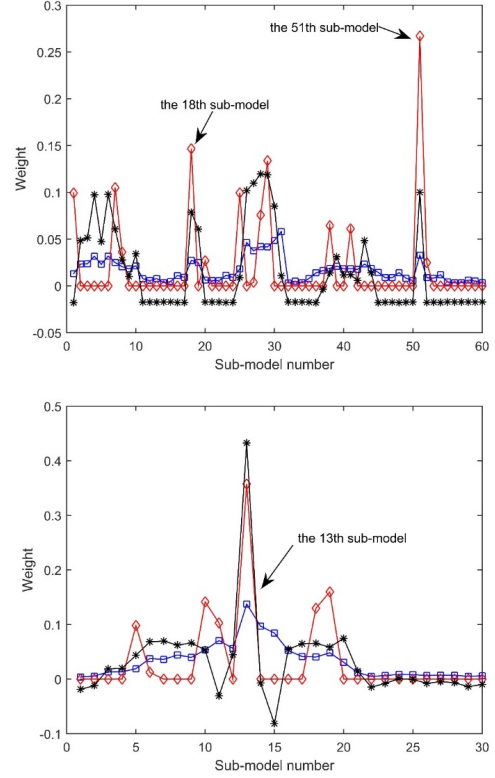 0.3
the 51th sub-model
0.25
0.2
the 18th sub-model
0.15
0.1
0.05
0
-0.05
Weight
0 10 20 30 40 50 60
Sub-model number
0.5
0.4
0.3
the 13th sub-model
0.2
0.1
0
-0.1
Weight
0 5 10 15 20 25 30
Sub-model number